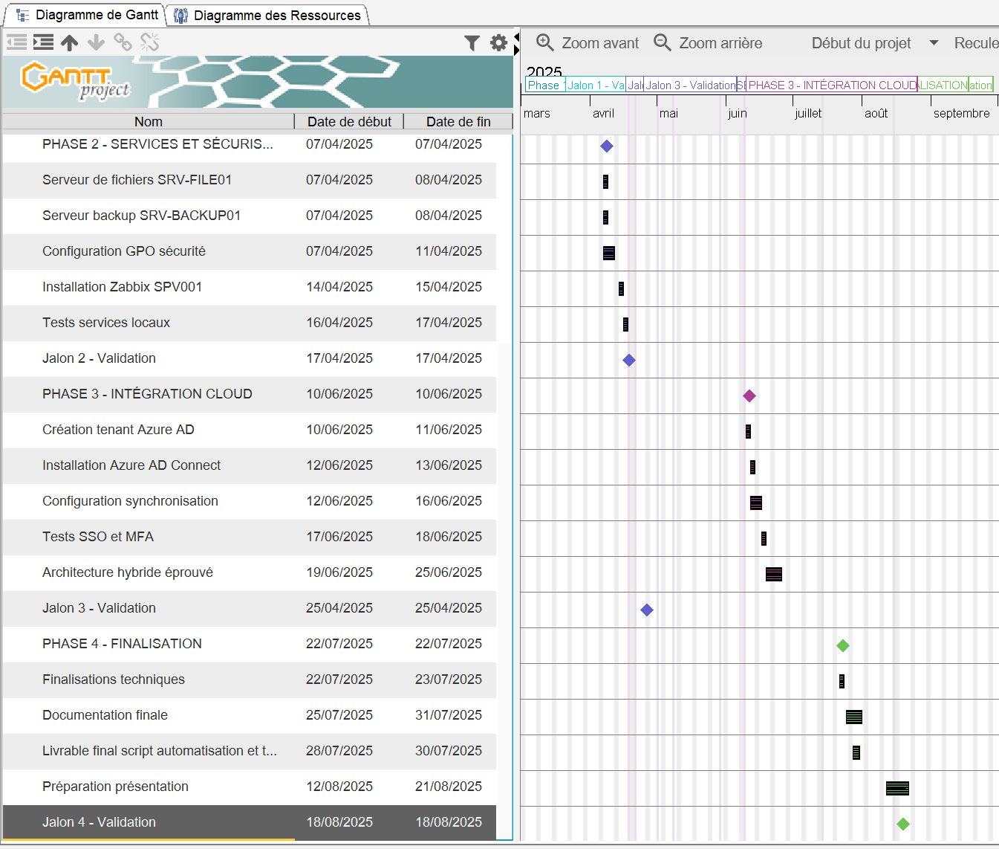 Diagramme de Gantt
Diagramme des Ressources
Zoom avant
Zoom arrière
Début du projet
Recule
GANTT
project
2025
Phase
Jalon 1 - Va
Jalo
Jalon 3 - Validation
PHASE 3 - INTÉGRATION CLOUD
ALISATION
ation
mars
avril
mai
juin
juillet
août
septembre
Nom Date de début Date de fin
PHASE 2 - SERVICES ET SÉCURIS... 07/04/2025 07/04/2025
Serveur de fichiers SRV-FILE01 07/04/2025 08/04/2025
Serveur backup SRV-BACKUP01 07/04/2025 08/04/2025
Configuration GPO sécurité 07/04/2025 11/04/2025
Installation Zabbix SPV001 14/04/2025 15/04/2025
Tests services locaux 16/04/2025 17/04/2025
Jalon 2 - Validation 17/04/2025 17/04/2025
PHASE 3 - INTÉGRATION CLOUD 10/06/2025 10/06/2025
Création tenant Azure AD 10/06/2025 11/06/2025
Installation Azure AD Connect 12/06/2025 13/06/2025
Configuration synchronisation 12/06/2025 16/06/2025
Tests SSO et MFA 17/06/2025 18/06/2025
Architecture hybride éprouvé 19/06/2025 25/06/2025
Jalon 3 - Validation 25/04/2025 25/04/2025
PHASE 4 - FINALISATION 22/07/2025 22/07/2025
Finalisations techniques 22/07/2025 23/07/2025
Documentation finale 25/07/2025 31/07/2025
Livrable final script automatisation et t... 28/07/2025 30/07/2025
Préparation présentation 12/08/2025 21/08/2025
Jalon 4 - Validation 18/08/2025 18/08/2025